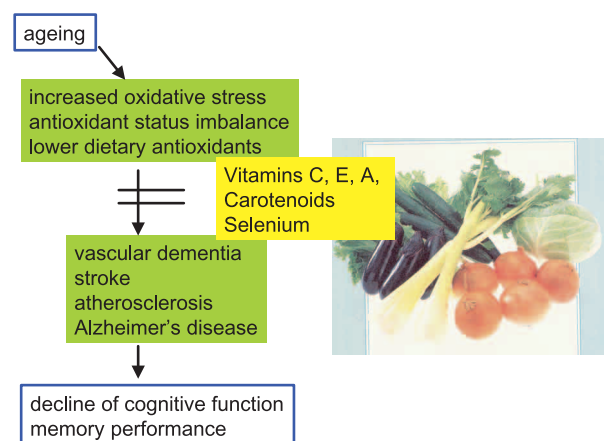 ageing
increased oxidative stress
antioxidant status imbalance
lower dietary antioxidants
Vitamins C, E, A,
Carotenoids
Selenium
vascular dementia
stroke
atherosclerosis
Alzheimer's disease
decline of cognitive function
memory performance